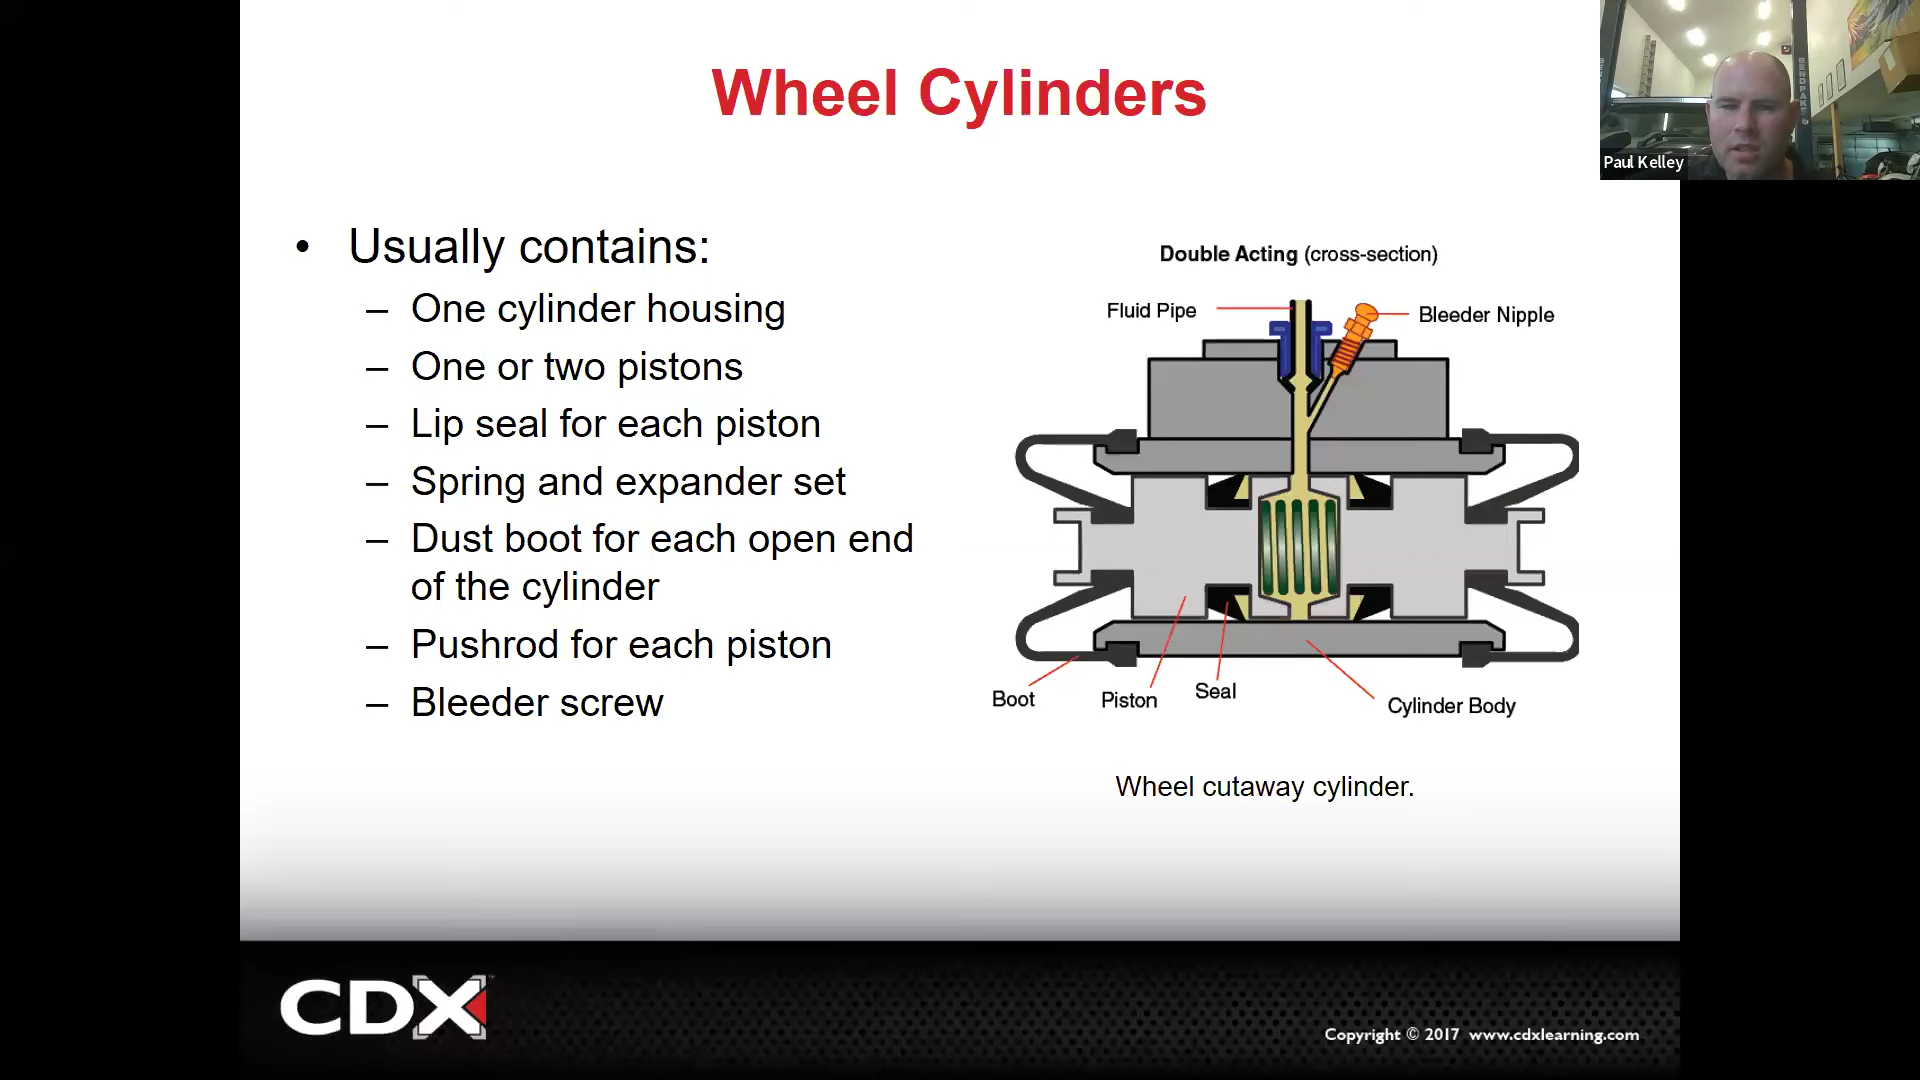 Wheel Cylinders
Paul Kelley
BENDPAK
• Usually contains:
– One cylinder housing
– One or two pistons
– Lip seal for each piston
– Spring and expander set
– Dust boot for each open end
of the cylinder
– Pushrod for each piston
– Bleeder screw
Double Acting (cross-section)
Fluid Pipe
Bleeder Nipple
Boot
Piston
Seal
Cylinder Body
Wheel cutaway cylinder.
CDX
Copyright © 2017 www.cdxlearning.com